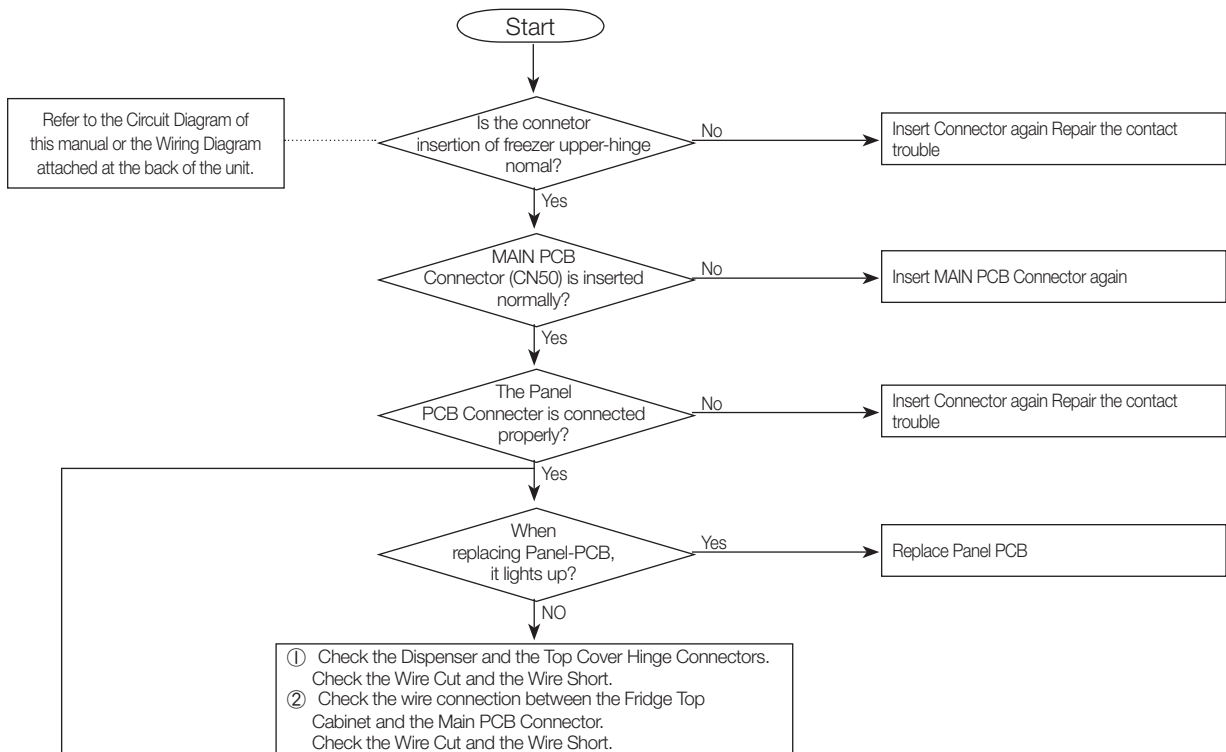 Start
Refer to the Circuit Diagram of
this manual or the Wiring Diagram
attached at the back of the unit.
Is the connetor
insertion of freezer upper-hinge
nomal?
No
Insert Connector again Repair the contact
trouble
Yes
MAIN PCB
Connector (CN50) is inserted
normally?
No
Insert MAIN PCB Connector again
Yes
The Panel
PCB Connecter is connected
properly?
No
Insert Connector again Repair the contact
trouble
Yes
When
replacing Panel-PCB,
it lights up?
Yes
Replace Panel PCB
NO
① Check the Dispenser and the Top Cover Hinge Connectors.
Check the Wire Cut and the Wire Short.
② Check the wire connection between the Fridge Top
Cabinet and the Main PCB Connector.
Check the Wire Cut and the Wire Short.